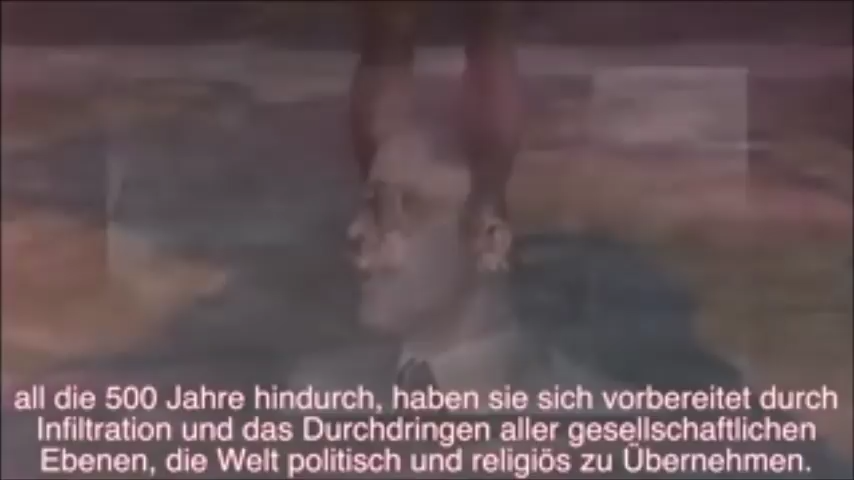 all die 500 Jahre hindurch, haben sie sich vorbereitet durch
Infiltration und das Durchdringen aller gesellschaftlichen
Ebenen, die Welt politisch und religiös zu Übernehmen.